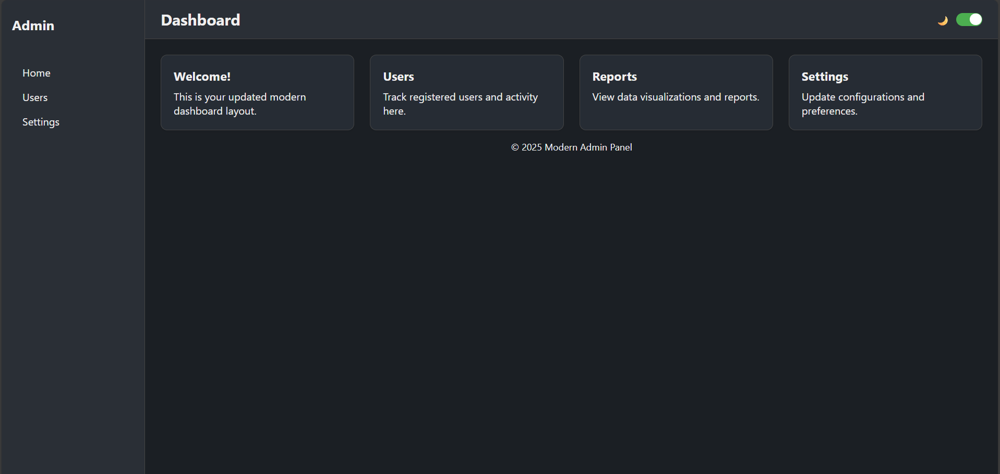 Admin
Home
Users
Settings
Dashboard
Welcome!
This is your updated modern
dashboard layout.
Users
Track registered users and activity
here.
Reports
View data visualizations and reports.
Settings
Update configurations and
preferences.
© 2025 Modern Admin Panel